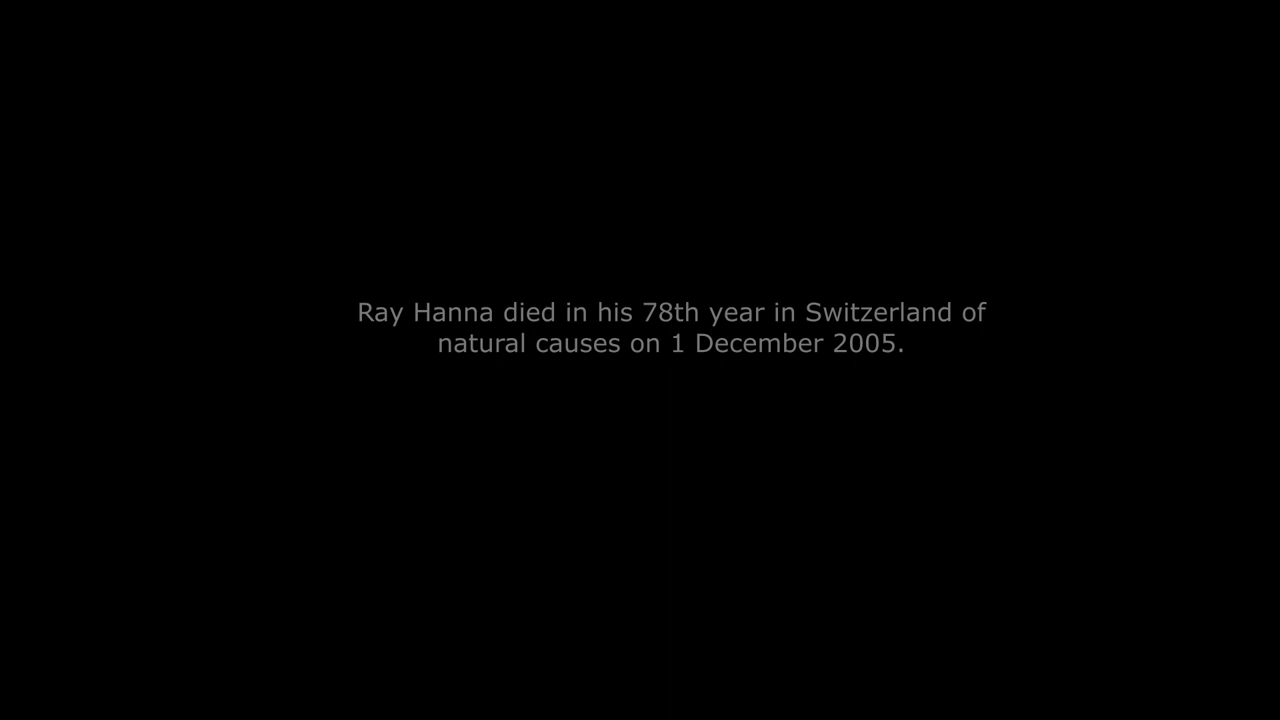 Ray Hanna died in his 78th year in Switzerland of
natural causes on 1 December 2005.